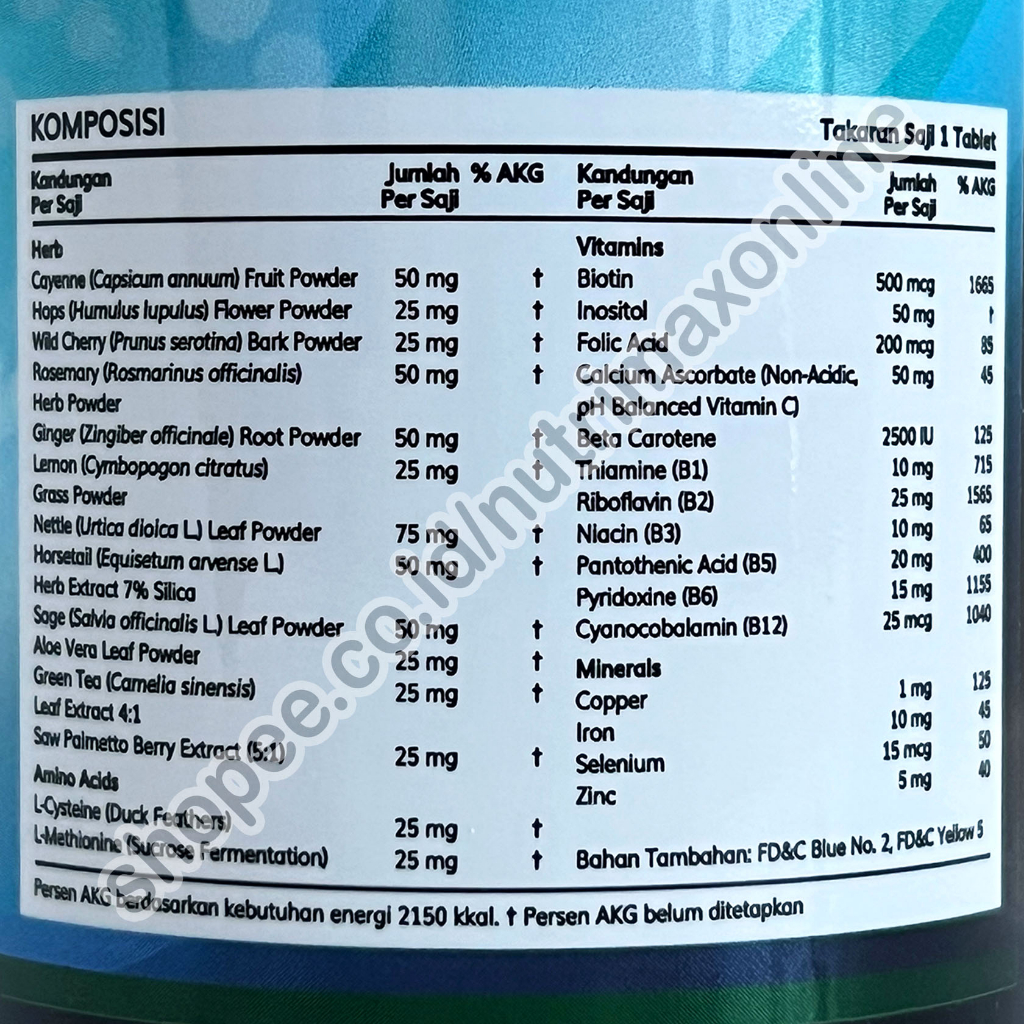 KOMPOSISI
Takaran Saji 1 Tablet
Kandungan Per Saji Jumlah Per Saji % AKG
Herb
Cayenne (Capsicum annuum) Fruit Powder 50 mg †
Hops (Humulus lupulus) Flower Powder 25 mg †
Wild Cherry (Prunus serotina) Bark Powder 25 mg †
Rosemary (Rosmarinus officinalis) 50 mg †
Herb Powder
Ginger (Zingiber officinale) Root Powder 50 mg †
Lemon (Cymbopogon citratus) 25 mg †
Grass Powder
Nettle (Urtica dioica L.) Leaf Powder 75 mg †
Horsetail (Equisetum arvense L.) 50 mg †
Herb Extract 7% Silica
Sage (Salvia officinalis L.) Leaf Powder 50 mg †
Aloe Vera Leaf Powder 25 mg †
Green Tea (Camelia sinensis) 25 mg †
Leaf Extract 4:1
Saw Palmetto Berry Extract (5:1) 25 mg †
Amino Acids
L-Cysteine (Duck Feathers) 25 mg †
L-Methionine (Sucrose Fermentation) 25 mg †
Kandungan Per Saji Jumlah Per Saji % AKG
Vitamins
Biotin 500 mcg 1665
Inositol 50 mg †
Folic Acid 200 mcg 85
Calcium Ascorbate (Non-Acidic, 50 mg 45
pH Balanced Vitamin C)
Beta Carotene 2500 IU 125
Thiamine (B1) 10 mg 715
Riboflavin (B2) 25 mg 1565
Niacin (B3) 10 mg 65
Pantothenic Acid (B5) 20 mg 400
Pyridoxine (B6) 15 mg 1155
Cyanocobalamin (B12) 25 mcg 1040
Minerals
Copper 1 mg 125
Iron 10 mg 45
Selenium 15 mcg 50
Zinc 5 mg 40
Bahan Tambahan: FD&C Blue No. 2, FD&C Yellow 5
Persen AKG berdasarkan kebutuhan energi 2150 kkal. † Persen AKG belum ditetapkan
shopee.co.id/nutrimaxonline